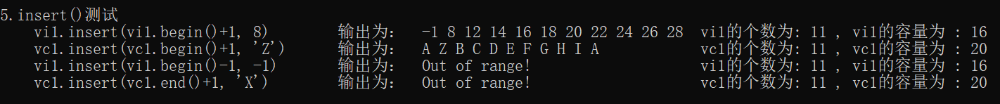 5.insert()测试
vi1.insert(vi1.begin()+1, 8) 输出为: -1 8 12 14 16 18 20 22 24 26 28 vi1的个数为: 11 , vi1的容量为 : 16
vc1.insert(vc1.begin()+1, 'Z') 输出为: A Z B C D E F G H I A vc1的个数为: 11 , vc1的容量为 : 20
vi1.insert(vi1.begin()-1, -1) 输出为: Out of range! vi1的个数为: 11 , vi1的容量为 : 16
vc1.insert(vc1.end()+1, 'X') 输出为: Out of range! vc1的个数为: 11 , vc1的容量为 : 20